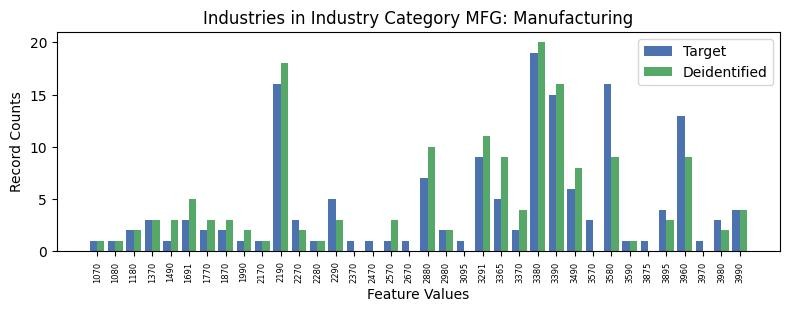 Industries in Industry Category MFG: Manufacturing
Target
Deidentified
Record Counts
20
15
10
5
0
1070 1080 1180 1370 1490 1691 1770 1870 1990 2170 2190 2270 2280 2290 2370 2470 2570 2670 2880 2980 3095 3291 3365 3370 3380 3390 3490 3570 3580 3590 3875 3895 3960 3970 3980 3990
Feature Values